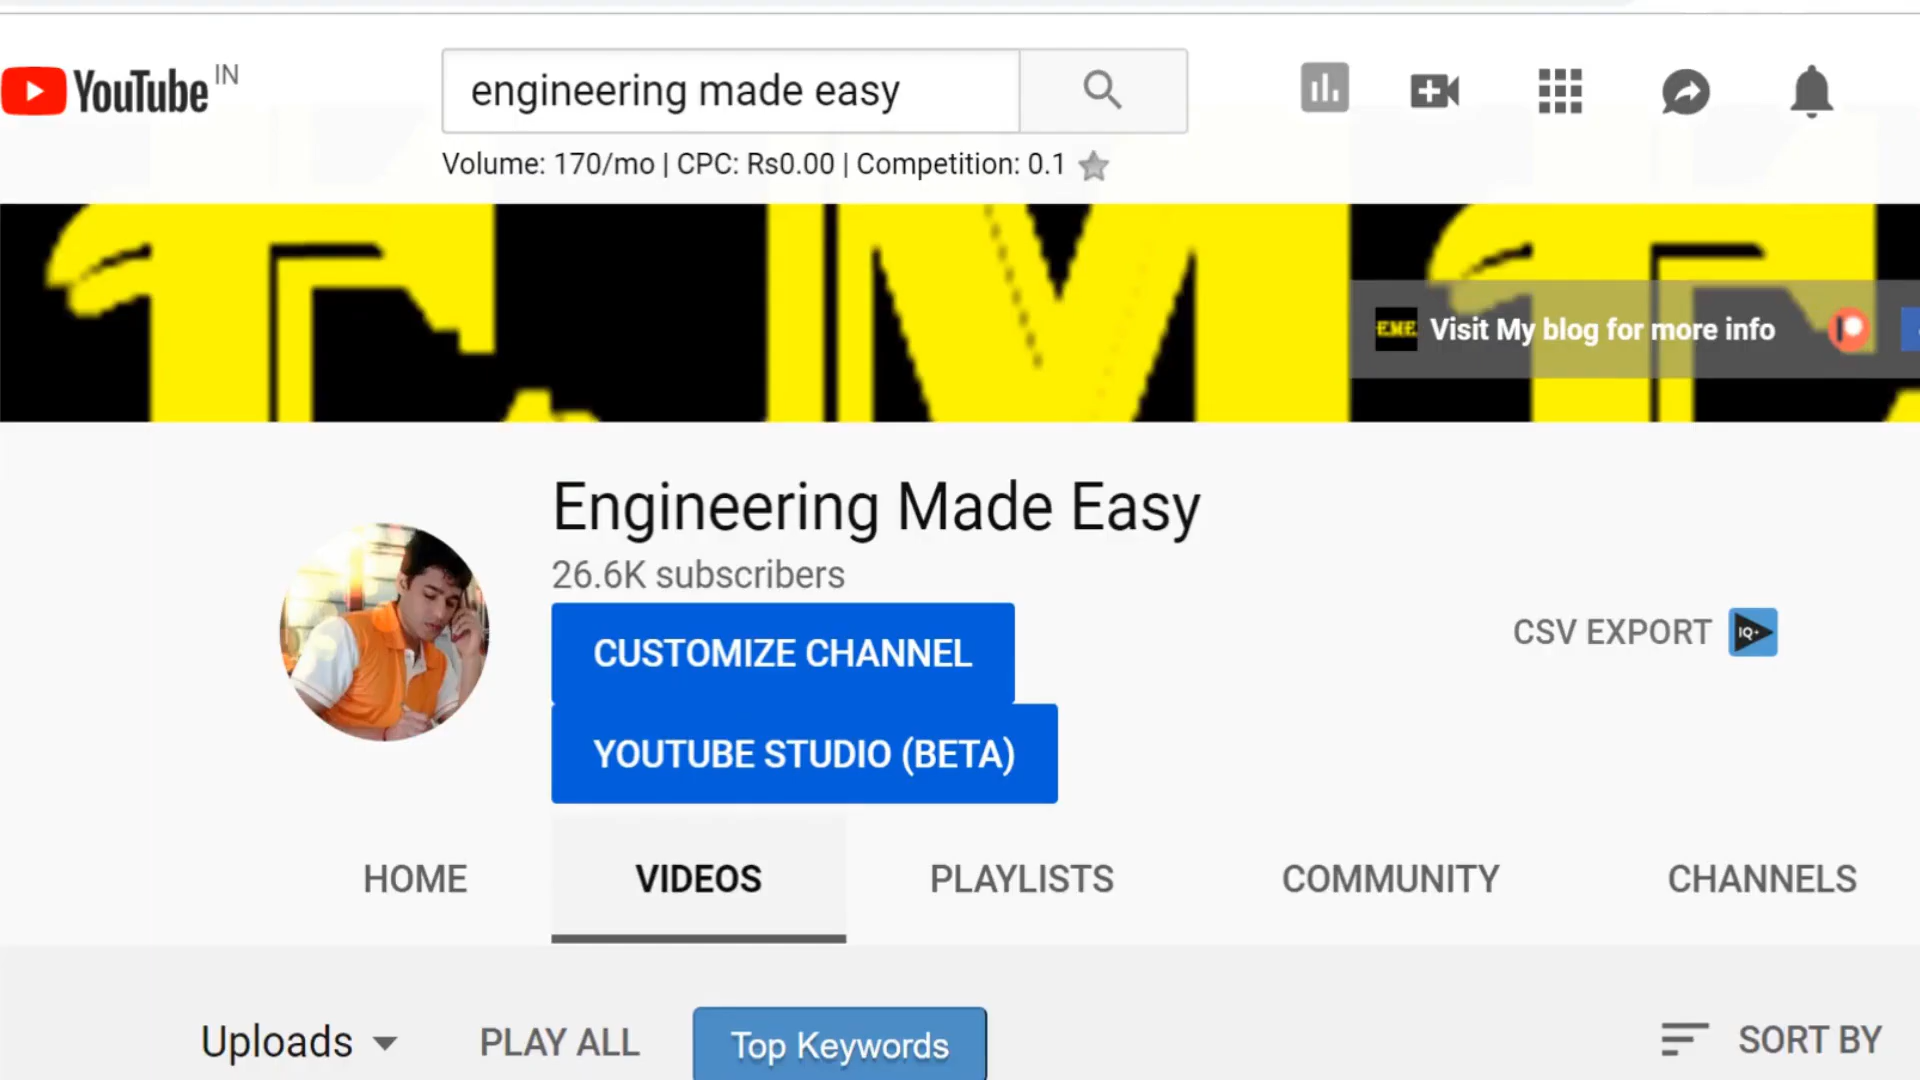 YouTube IN
engineering made easy
Volume: 170/mo | CPC: Rs0.00 | Competition: 0.1
EME Visit My blog for more info
Engineering Made Easy
26.6K subscribers
CUSTOMIZE CHANNEL
CSV EXPORT IQ+
YOUTUBE STUDIO (BETA)
HOME VIDEOS PLAYLISTS COMMUNITY CHANNELS
Uploads PLAY ALL Top Keywords SORT BY